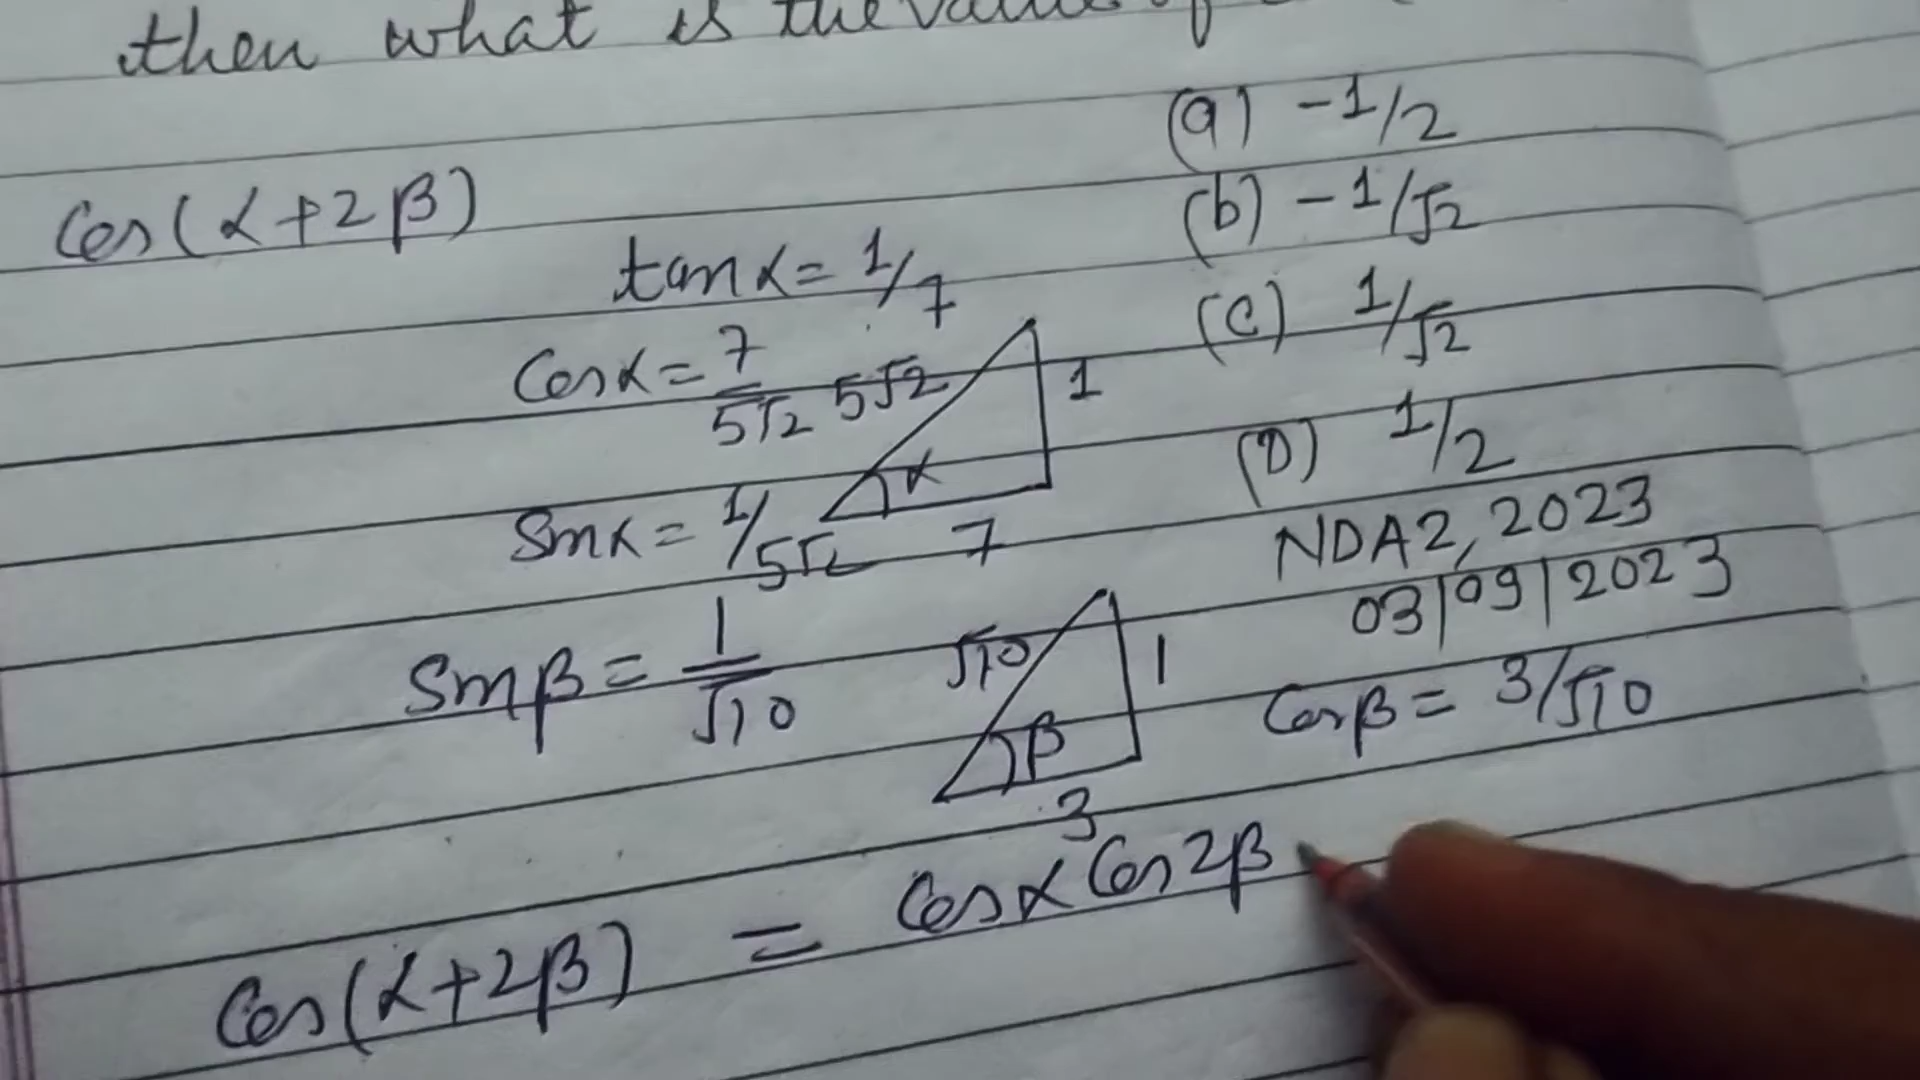 then what is the value of
(a) -1/2
cos(α+2β)
(b) -1/√2
tanα = 1/7
(c) 1/√2
cosα = 7/5√2
5√2
1
α
7
(D) 1/2
sinα = 1/5√2
NDA2, 2023
03/09/2023
sinβ = 1/√10
√10
1
β
3
cosβ = 3/√10
cos(α+2β) = cosα cos2β